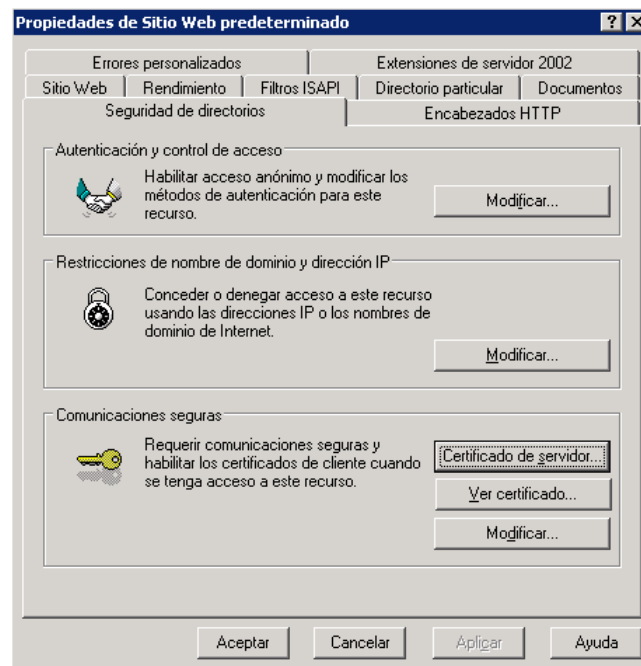 Propiedades de Sitio Web predeterminado
Errores personalizados
Extensiones de servidor 2002
Sitio Web
Rendimiento
Filtros ISAPI
Directorio particular
Documentos
Seguridad de directorios
Encabezados HTTP
Autenticación y control de acceso
Habilitar acceso anónimo y modificar los
métodos de autenticación para este
recurso.
Modificar...
Restricciones de nombre de dominio y dirección IP
Conceder o denegar acceso a este recurso
usando las direcciones IP o los nombres de
dominio de Internet.
Modificar...
Comunicaciones seguras
Requerir comunicaciones seguras y
habilitar los certificados de cliente cuando
se tenga acceso a este recurso.
Certificado de servidor...
Ver certificado...
Modificar...
Aceptar
Cancelar
Aplicar
Ayuda